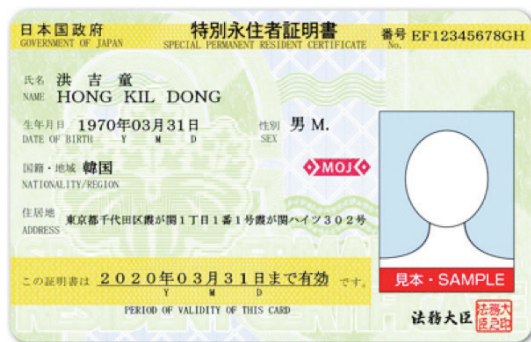 日本国政府 特別永住者証明書 番号 EF12345678GH
GOVERNMENT OF JAPAN SPECIAL PERMANENT RESIDENT CERTIFICATE No.
氏名 洪 吉 童
NAME HONG KIL DONG
生年月日 1970年03月31日 性別 男 M.
DATE OF BIRTH Y M D SEX
国籍・地域 韓国 MOJ
NATIONALITY/REGION
住居地 東京都千代田区霞が関1丁目1番1号霞が関ハイツ302号
ADDRESS
この証明書は 2020年03月31日まで有効 です。
Y M D
PERIOD OF VALIDITY OF THIS CARD
見本・SAMPLE
法務大臣